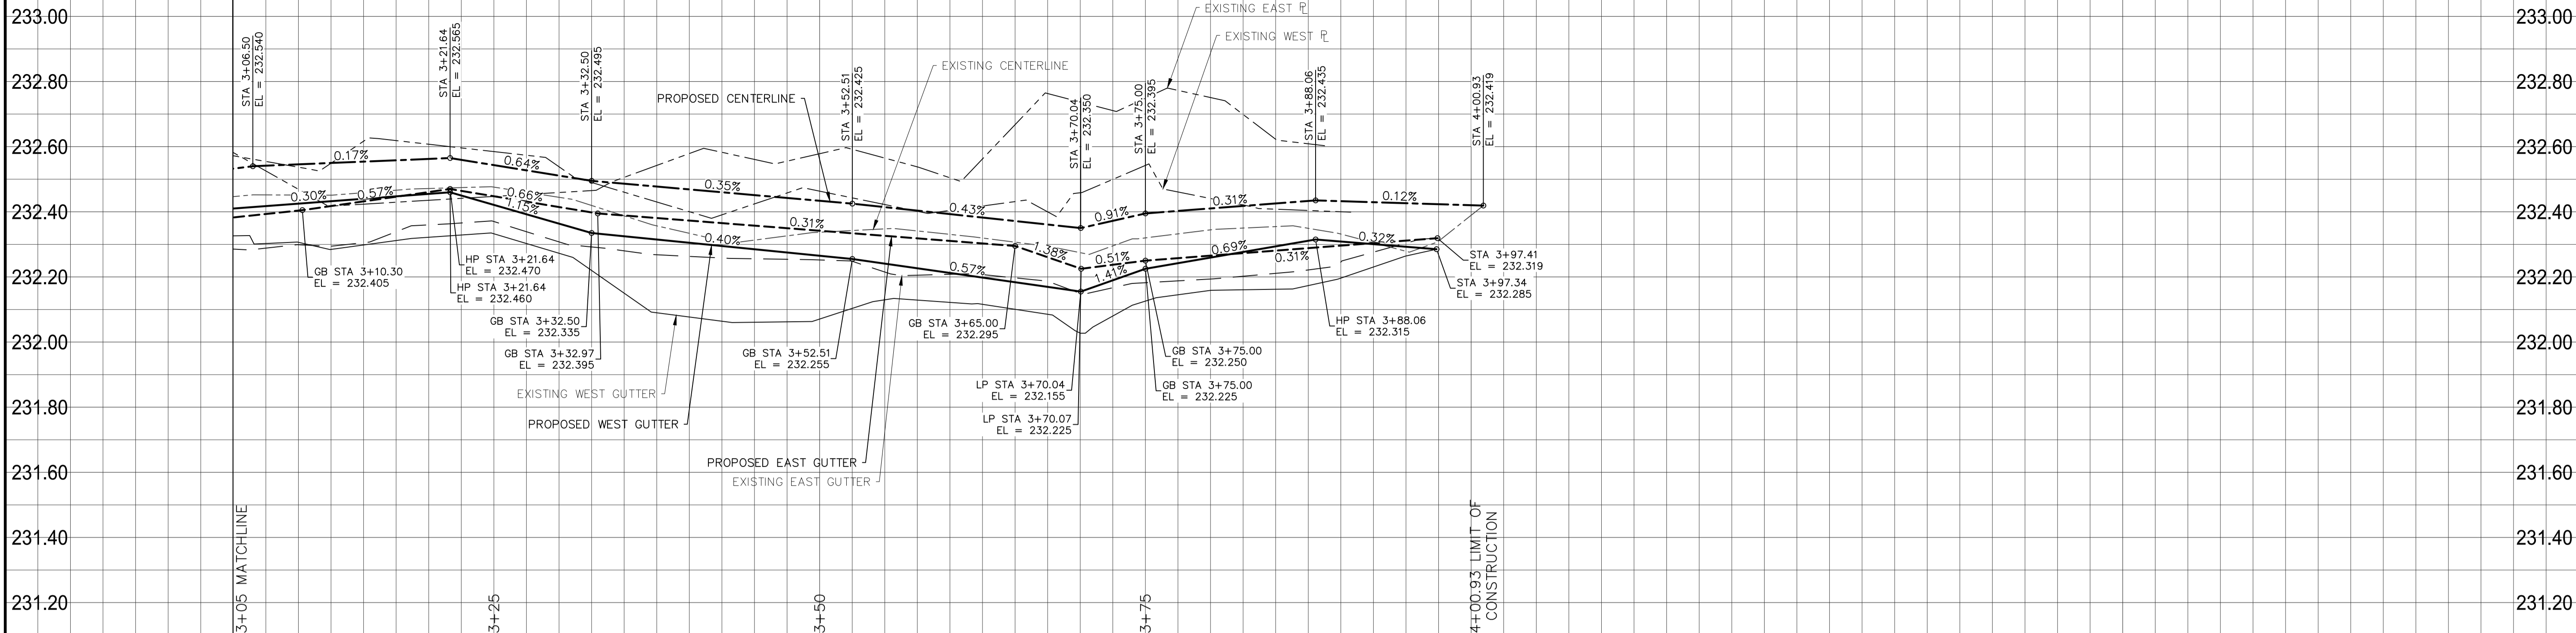 233.00
232.80
232.60
232.40
232.20
232.00
231.80
231.60
231.40
231.20
STA 3+06.50
EL = 232.540
STA 3+21.64
EL = 232.565
STA 3+32.50
EL = 232.495
STA 3+52.51
EL = 232.425
STA 3+70.04
EL = 232.350
STA 3+75.00
EL = 232.395
STA 3+88.06
EL = 232.435
STA 4+00.93
EL = 232.419
EXISTING EAST PL
EXISTING WEST PL
EXISTING CENTERLINE
PROPOSED CENTERLINE
0.17%
0.64%
0.35%
0.43%
0.91%
0.31%
0.12%
0.30%
0.57%
0.66%
1.15%
0.31%
0.40%
0.57%
1.38%
0.51%
1.41%
0.69%
0.31%
0.32%
GB STA 3+10.30
EL = 232.405
HP STA 3+21.64
EL = 232.470
HP STA 3+21.64
EL = 232.460
GB STA 3+32.50
EL = 232.335
GB STA 3+32.97
EL = 232.395
GB STA 3+52.51
EL = 232.255
GB STA 3+65.00
EL = 232.295
LP STA 3+70.04
EL = 232.155
LP STA 3+70.07
EL = 232.225
GB STA 3+75.00
EL = 232.250
GB STA 3+75.00
EL = 232.225
HP STA 3+88.06
EL = 232.315
STA 3+97.41
EL = 232.319
STA 3+97.34
EL = 232.285
EXISTING WEST GUTTER
PROPOSED WEST GUTTER
PROPOSED EAST GUTTER
EXISTING EAST GUTTER
3+05 MATCHLINE
3+25
3+50
3+75
4+00.93 LIMIT OF
CONSTRUCTION
233.00
232.80
232.60
232.40
232.20
232.00
231.80
231.60
231.40
231.20